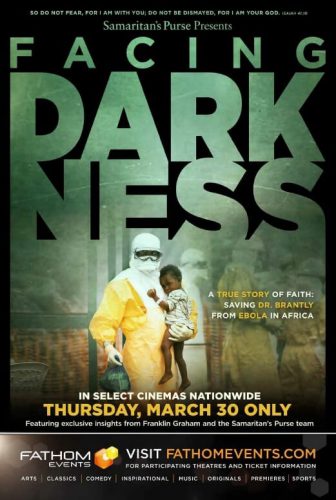 SO DO NOT FEAR, FOR I AM WITH YOU; DO NOT BE DISMAYED, FOR I AM YOUR GOD. ISAIAH 41:10
Samaritan's Purse Presents
FACING
DARK
NESS
A TRUE STORY OF FAITH:
SAVING DR. BRANTLY
FROM EBOLA IN AFRICA
IN SELECT CINEMAS NATIONWIDE
THURSDAY, MARCH 30 ONLY
Featuring exclusive insights from Franklin Graham and the Samaritan's Purse team
FATHOM EVENTS
VISIT FATHOMEVENTS.COM
FOR PARTICIPATING THEATRES AND TICKET INFORMATION
ARTS | CLASSICS | COMEDY | INSPIRATIONAL | MUSIC | ORIGINALS | PREMIERES | SPORTS